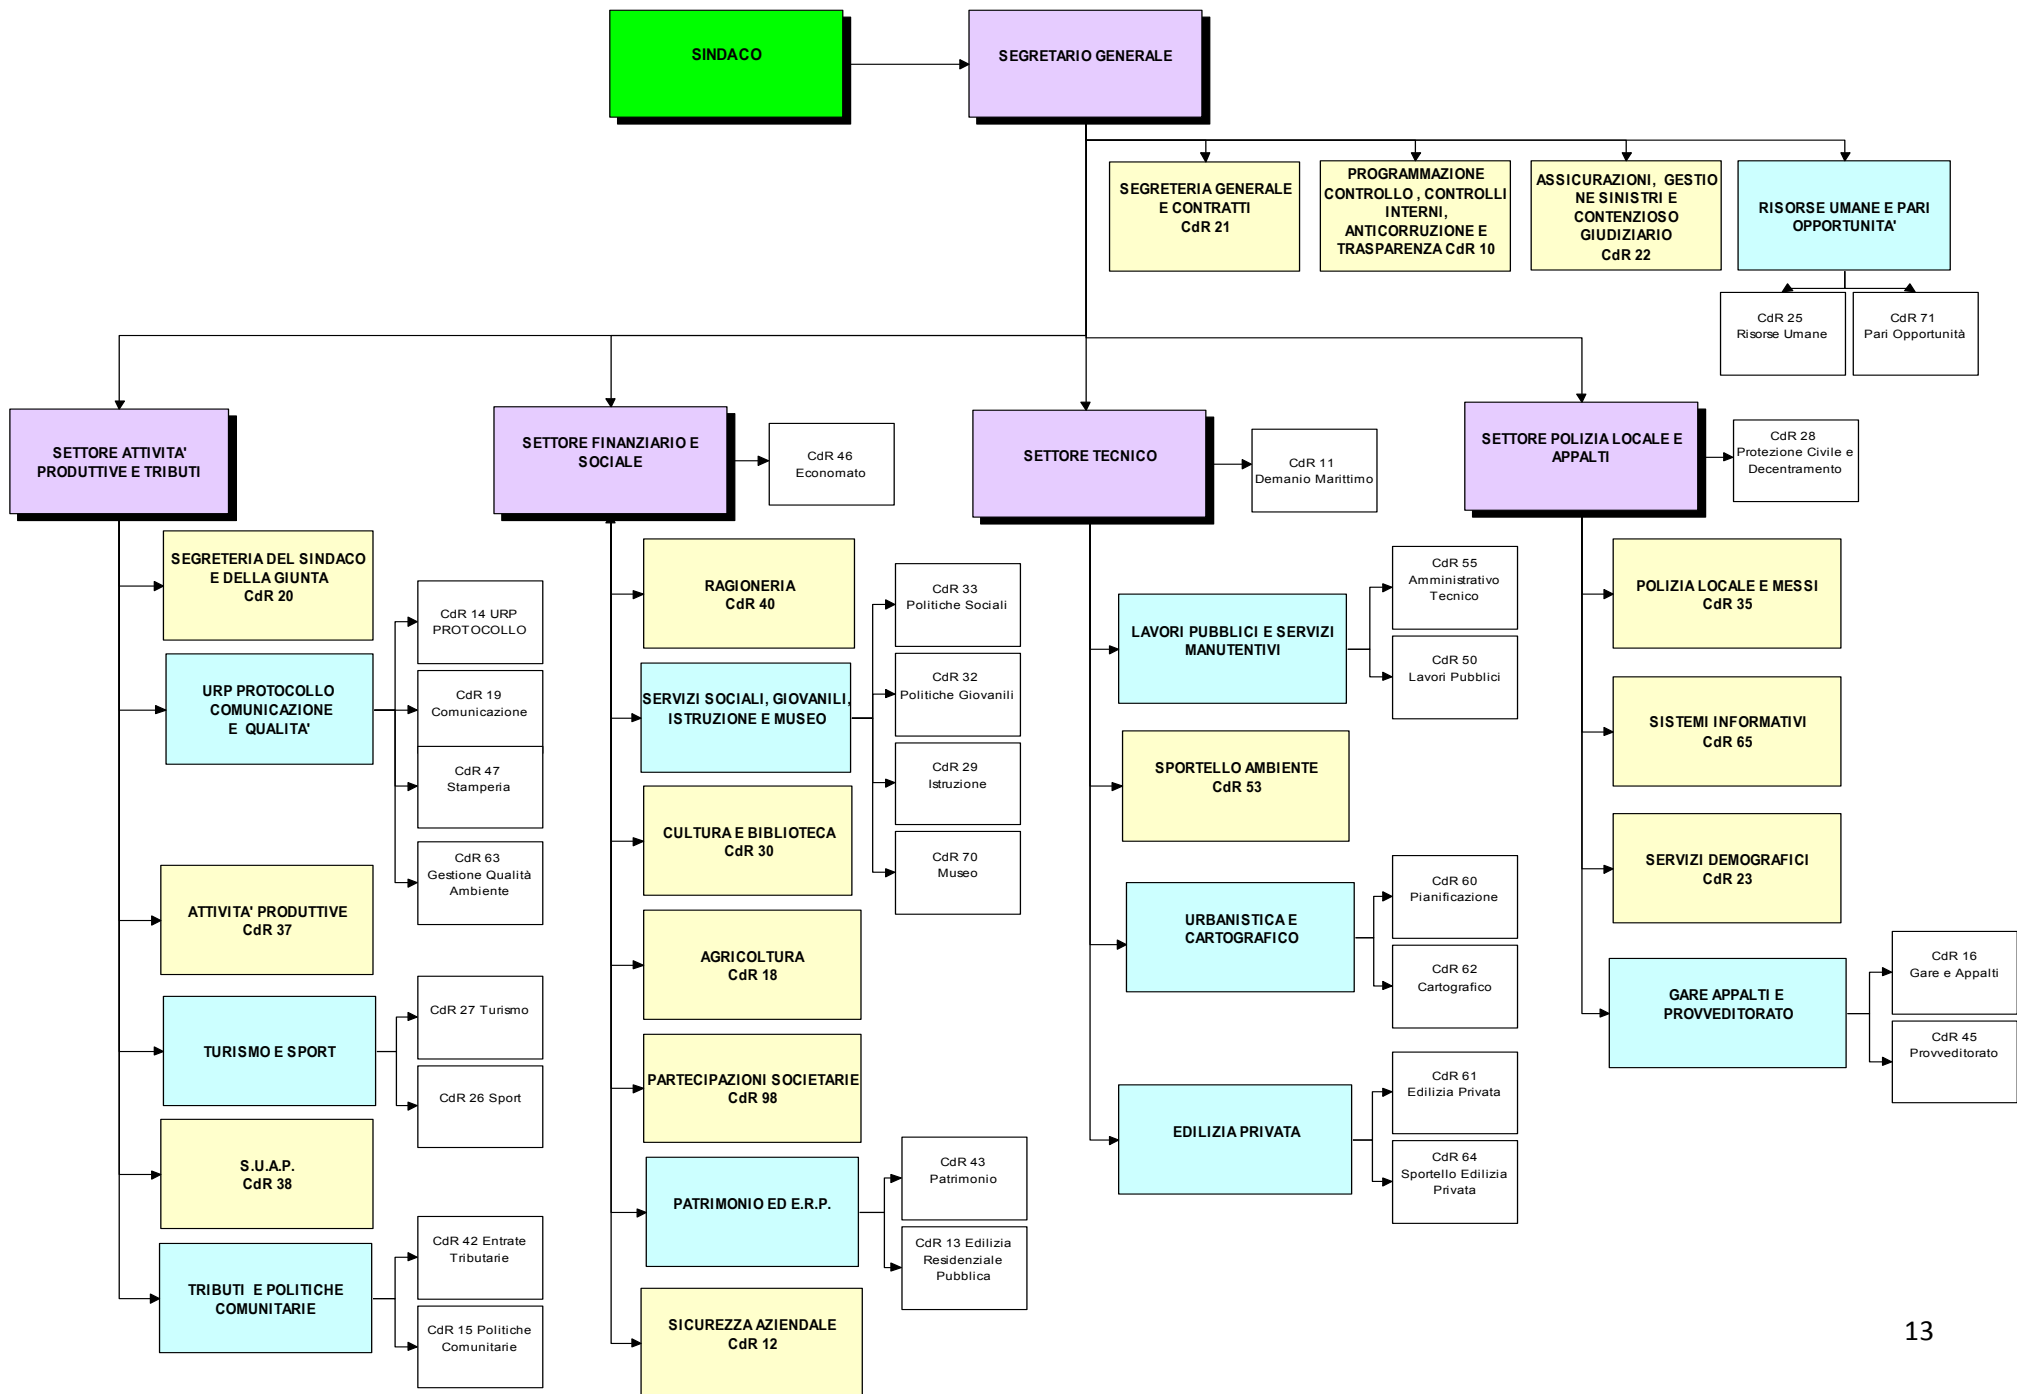 SINDACO
SEGRETARIO GENERALE
SEGRETERIA GENERALE
E CONTRATTI
CdR 21
PROGRAMMAZIONE
CONTROLLO , CONTROLLI
INTERNI,
ANTICORRUZIONE E
TRASPARENZA CdR 10
ASSICURAZIONI, GESTIO
NE SINISTRI E
CONTENZIOSO
GIUDIZIARIO
CdR 22
RISORSE UMANE E PARI
OPPORTUNITA'
CdR 25
Risorse Umane
CdR 71
Pari Opportunità
SETTORE ATTIVITA'
PRODUTTIVE E TRIBUTI
SEGRETERIA DEL SINDACO
E DELLA GIUNTA
CdR 20
URP PROTOCOLLO
COMUNICAZIONE
E QUALITA'
CdR 14 URP
PROTOCOLLO
CdR 19
Comunicazione
CdR 47
Stamperia
CdR 63
Gestione Qualità
Ambiente
ATTIVITA' PRODUTTIVE
CdR 37
TURISMO E SPORT
CdR 27 Turismo
CdR 26 Sport
S.U.A.P.
CdR 38
TRIBUTI E POLITICHE
COMUNITARIE
CdR 42 Entrate
Tributarie
CdR 15 Politiche
Comunitarie
SETTORE FINANZIARIO E
SOCIALE
CdR 46
Economato
RAGIONERIA
CdR 40
SERVIZI SOCIALI, GIOVANILI,
ISTRUZIONE E MUSEO
CdR 33
Politiche Sociali
CdR 32
Politiche Giovanili
CdR 29
Istruzione
CdR 70
Museo
CULTURA E BIBLIOTECA
CdR 30
AGRICOLTURA
CdR 18
PARTECIPAZIONI SOCIETARIE
CdR 98
PATRIMONIO ED E.R.P.
CdR 43
Patrimonio
CdR 13 Edilizia
Residenziale
Pubblica
SICUREZZA AZIENDALE
CdR 12
SETTORE TECNICO
CdR 11
Demanio Marittimo
LAVORI PUBBLICI E SERVIZI
MANUTENTIVI
CdR 55
Amministrativo
Tecnico
CdR 50
Lavori Pubblici
SPORTELLO AMBIENTE
CdR 53
URBANISTICA E
CARTOGRAFICO
CdR 60
Pianificazione
CdR 62
Cartografico
EDILIZIA PRIVATA
CdR 61
Edilizia Privata
CdR 64
Sportello Edilizia
Privata
SETTORE POLIZIA LOCALE E
APPALTI
CdR 28
Protezione Civile e
Decentramento
POLIZIA LOCALE E MESSI
CdR 35
SISTEMI INFORMATIVI
CdR 65
SERVIZI DEMOGRAFICI
CdR 23
GARE APPALTI E
PROVVEDITORATO
CdR 16
Gare e Appalti
CdR 45
Provveditorato
13